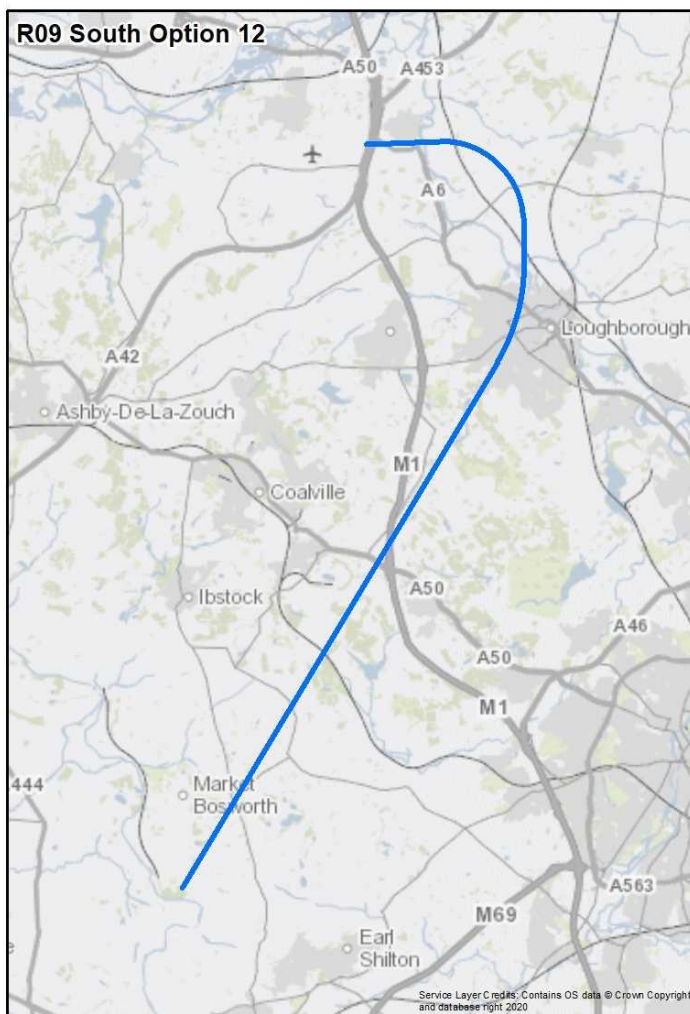 R09 South Option 12
A50
A453
A6
Loughborough
A42
Ashby-De-La-Zouch
M1
Coalville
A50
Ibstock
A46
A50
M1
444
Market
Bosworth
A563
M69
Earl
Shilton
e
Service Layer Credits: Contains OS data © Crown Copyright
and database right 2020